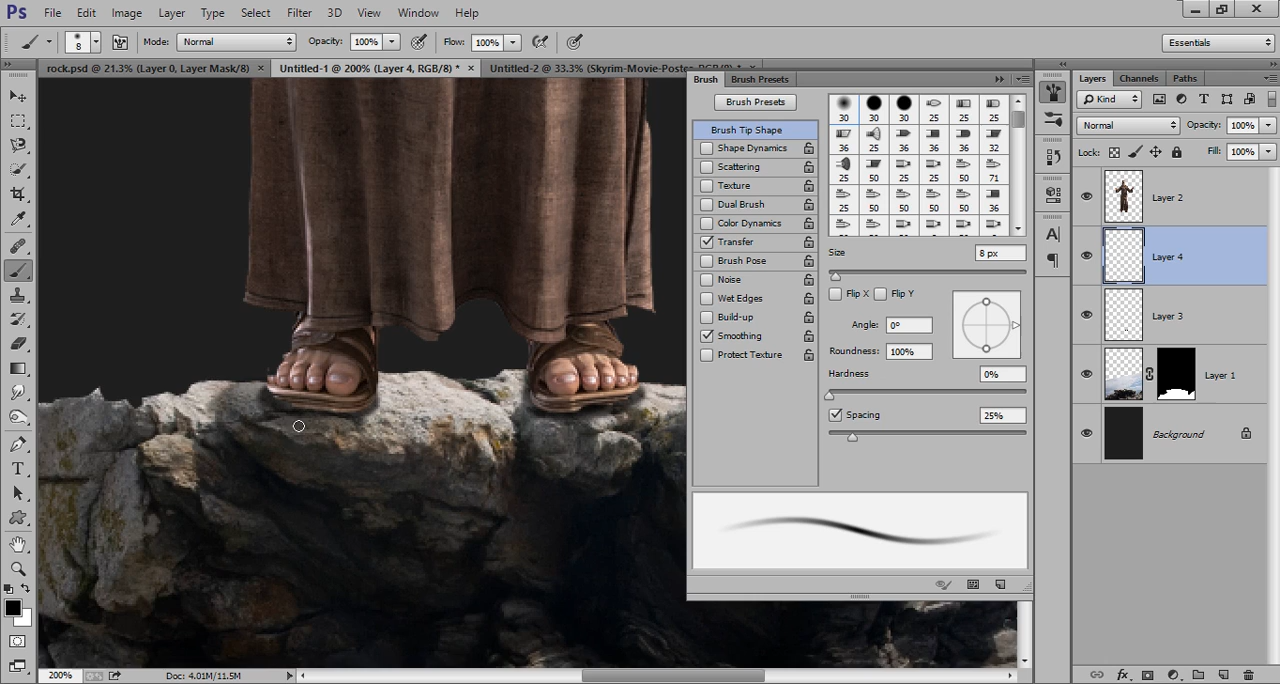 Ps File Edit Image Layer Type Select Filter 3D View Window Help
8 Mode: Normal Opacity: 100% Flow: 100% Essentials
rock.psd @ 21.3% (Layer 0, Layer Mask/8) × Untitled-1 @ 200% (Layer 4, RGB/8) * × Untitled-2 @ 33.3% (Skyrim-Movie-Poster, RGB/8) * ×
Brush Brush Presets
Brush Presets
Brush Tip Shape
Shape Dynamics
Scattering
Texture
Dual Brush
Color Dynamics
Transfer
Brush Pose
Noise
Wet Edges
Build-up
Smoothing
Protect Texture
30 30 30 25 25 25
36 25 36 36 36 32
25 50 25 25 50 71
25 50 50 50 50 36
Size 8 px
Flip X Flip Y
Angle: 0°
Roundness: 100%
Hardness 0%
Spacing 25%
Layers Channels Paths
Kind T
Normal Opacity: 100%
Lock: Fill: 100%
Layer 2
Layer 4
Layer 3
Layer 1
Background
A
T
fx
200% Doc: 4.01M/11.5M